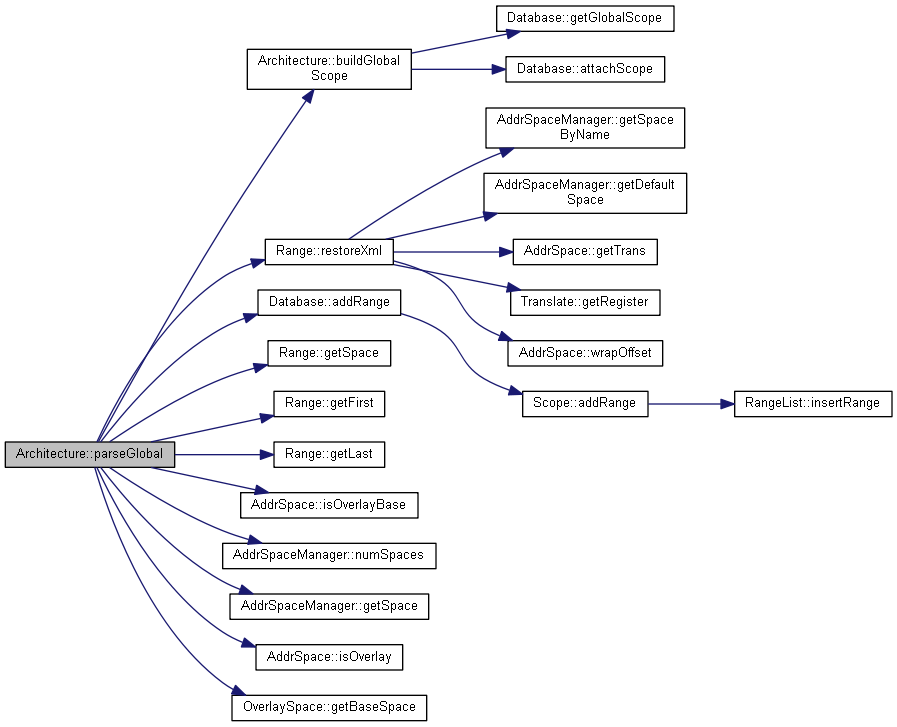 Database::getGlobalScope
Architecture::buildGlobal
Scope
Database::attachScope
AddrSpaceManager::getSpace
ByName
AddrSpaceManager::getDefault
Space
Range::restoreXml
AddrSpace::getTrans
Database::addRange
Translate::getRegister
Range::getSpace
AddrSpace::wrapOffset
Range::getFirst
Scope::addRange
RangeList::insertRange
Architecture::parseGlobal
Range::getLast
AddrSpace::isOverlayBase
AddrSpaceManager::numSpaces
AddrSpaceManager::getSpace
AddrSpace::isOverlay
OverlaySpace::getBaseSpace